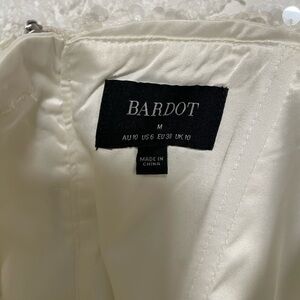 BARDOT
M
AU 10 US 6 EU 38 UK 10
MADE IN
CHINA